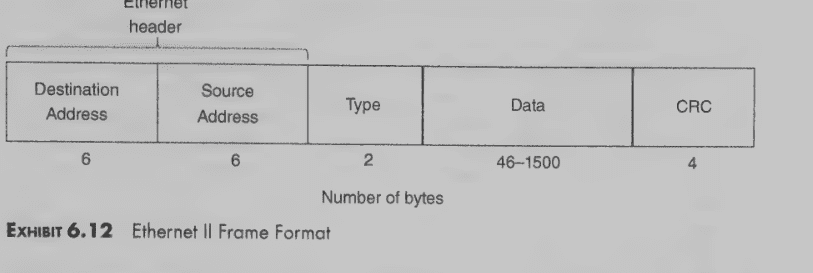 Ethernet
header
Destination
Address
Source
Address
Type
Data
CRC
6
6
2
46–1500
4
Number of bytes
EXHIBIT 6.12 Ethernet II Frame Format